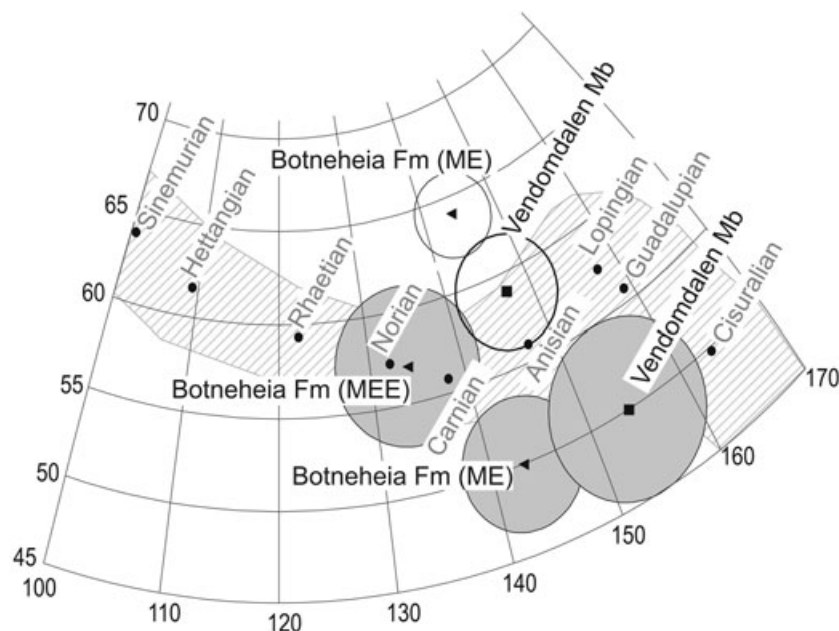 70
65
60
55
50
45
100
110
120
130
140
150
160
170
Botneheia Fm (ME)
Vendomdalen Mb
Sinemurian
Hettangian
Rhaetian
Norian
Lopingian
Guadalupian
Anisian
Carnian
Vendomdalen Mb
Cisuralian
Botneheia Fm (MEE)
Botneheia Fm (ME)